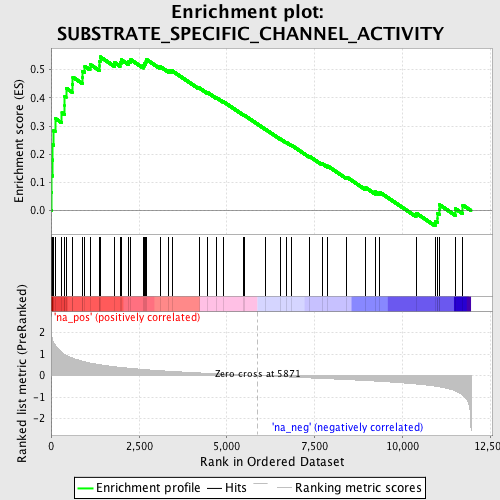 Enrichment plot:
SUBSTRATE_SPECIFIC_CHANNEL_ACTIVITY
Enrichment score (ES)
0.5
0.4
0.3
0.2
0.1
0.0
'na_pos' (positively correlated)
Ranked list metric (PreRanked)
2
1
0
-1
-2
Zero cross at 5871
'na_neg' (negatively correlated)
0
2,500
5,000
7,500
10,000
12,500
Rank in Ordered Dataset
Enrichment profile
Hits
Ranking metric scores